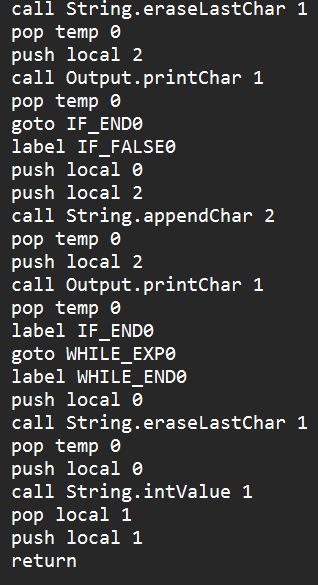 call String.eraseLastChar 1
pop temp 0
push local 2
call Output.printChar 1
pop temp 0
goto IF_END0
label IF_FALSE0
push local 0
push local 2
call String.appendChar 2
pop temp 0
push local 2
call Output.printChar 1
pop temp 0
label IF_END0
goto WHILE_EXP0
label WHILE_END0
push local 0
call String.eraseLastChar 1
pop temp 0
push local 0
call String.intValue 1
pop local 1
push local 1
return